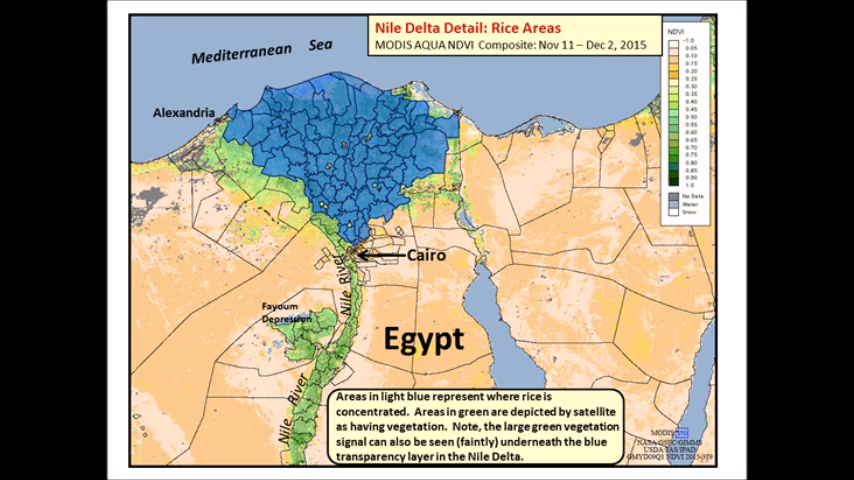 Nile Delta Detail: Rice Areas
MODIS AQUA NDVI Composite: Nov 11 – Dec 2, 2015
Mediterranean Sea
Alexandria
NDVI
-1.0
0.05
0.10
0.15
0.20
0.25
0.30
0.35
0.40
0.45
0.50
0.55
0.60
0.65
0.70
0.75
0.80
0.85
0.90
1.0
No Data
Water
Snow
Cairo
Nile River
Fayoum
Depression
Egypt
Nile River
Areas in light blue represent where rice is
concentrated. Areas in green are depicted by satellite
as having vegetation. Note, the large green vegetation
signal can also be seen (faintly) underneath the blue
transparency layer in the Nile Delta.
MODIS
NASA GSFC GIMMS
USDA FAS/IPAD